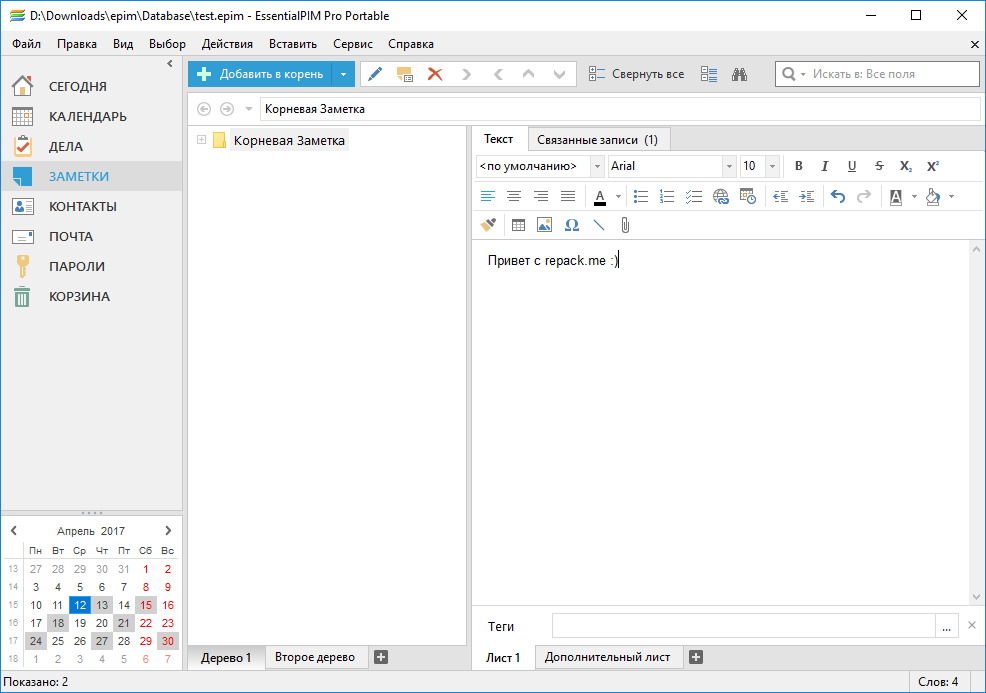 D:\Downloads\epim\Database\test.epim - EssentialPIM Pro Portable
Файл Правка Вид Выбор Действия Вставить Сервис Справка
Добавить в корень Свернуть все Искать в: Все поля
СЕГОДНЯ
КАЛЕНДАРЬ
ДЕЛА
ЗАМЕТКИ
КОНТАКТЫ
ПОЧТА
ПАРОЛИ
КОРЗИНА
Корневая Заметка
Корневая Заметка
Текст Связанные записи (1)
<по умолчанию> Arial 10 B I U S X₂ X²
A A
Ω
Привет с repack.me :)
Теги ...
Апрель 2017
Пн Вт Ср Чт Пт Сб Вс
13 27 28 29 30 31 1 2
14 3 4 5 6 7 8 9
15 10 11 12 13 14 15 16
16 17 18 19 20 21 22 23
17 24 25 26 27 28 29 30
18 1 2 3 4 5 6 7
Дерево 1 Второе дерево
Лист 1 Дополнительный лист
Показано: 2 Слов: 4